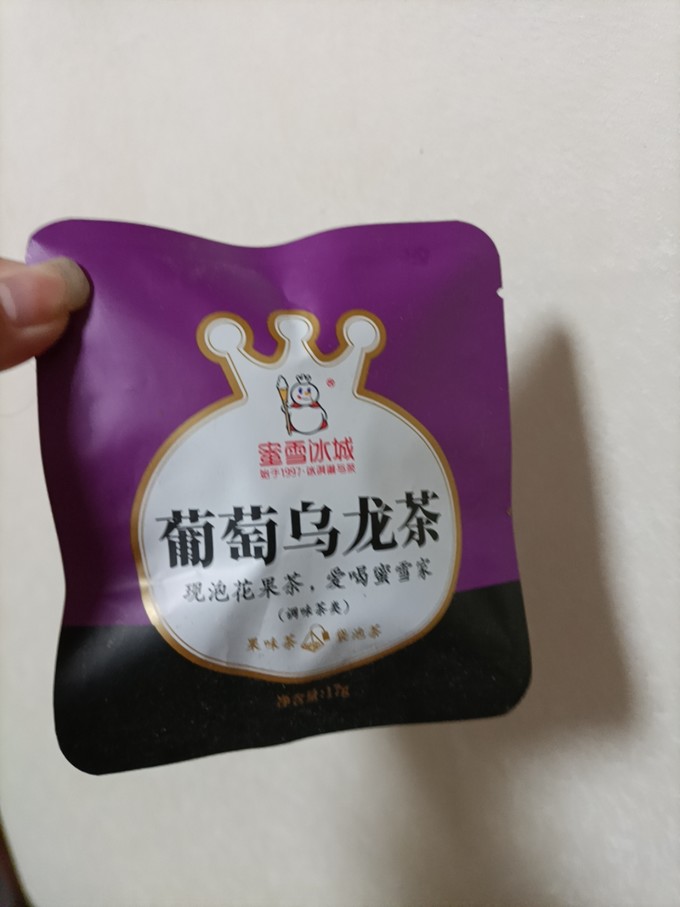 蜜雪冰城
始于1997·冰淇淋与茶
葡萄乌龙茶
现泡花果茶，爱喝蜜雪家
（调味茶类）
果味茶 袋泡茶
净含量:17g